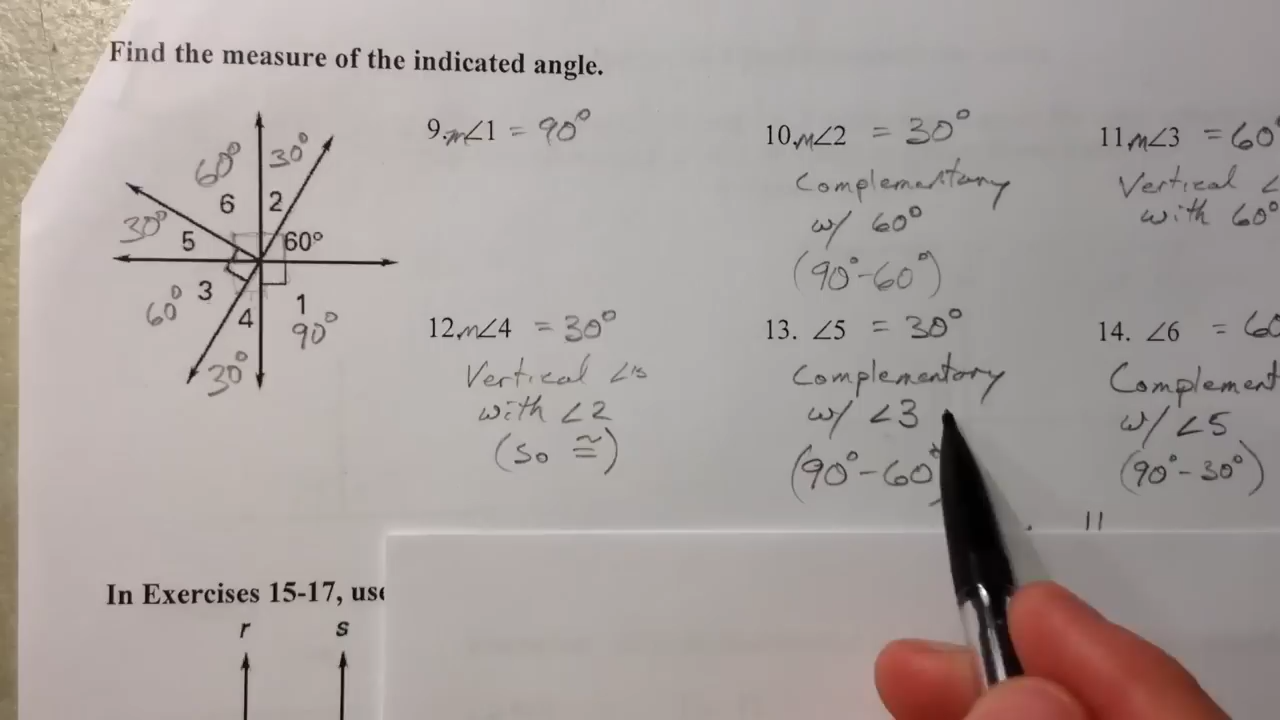 Find the measure of the indicated angle.
60° 30°
6 2
30° 5 60°
3 1
60° 4 90°
30°
9. m∠1 = 90°
10. m∠2 = 30°
Complementary
w/ 60°
(90°-60°)
11 m∠3 = 60°
Vertical ∠
with 60°
12. m∠4 = 30°
Vertical ∠'s
with ∠2
(so ≅)
13. ∠5 = 30°
Complementary
w/ ∠3
(90°-60°
14. ∠6 = 60
Complement
w/ ∠5
(90°-30°)
In Exercises 15-17, use
r s